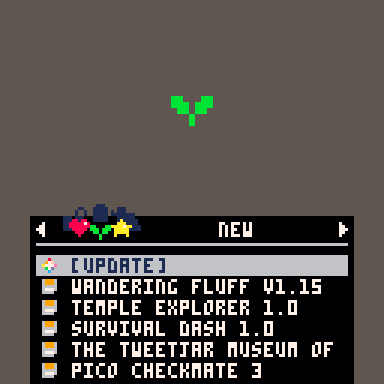 NEW
[UPDATE]
WANDERING FLUFF V1.15
TEMPLE EXPLORER 1.0
SURVIVAL DASH 1.0
THE TWEETJAR MUSEUM OF
PICO CHECKMATE 3